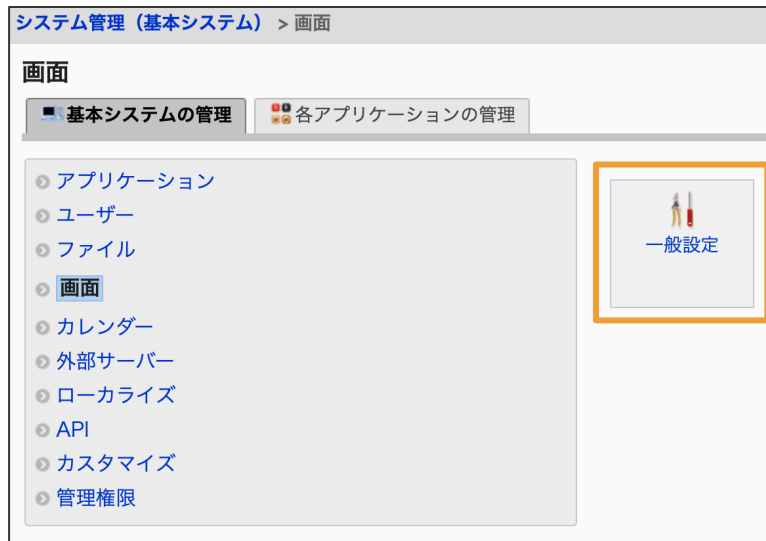 システム管理（基本システム） > 画面
画面
基本システムの管理
各アプリケーションの管理
アプリケーション
ユーザー
ファイル
画面
カレンダー
外部サーバー
ローカライズ
API
カスタマイズ
管理権限
一般設定